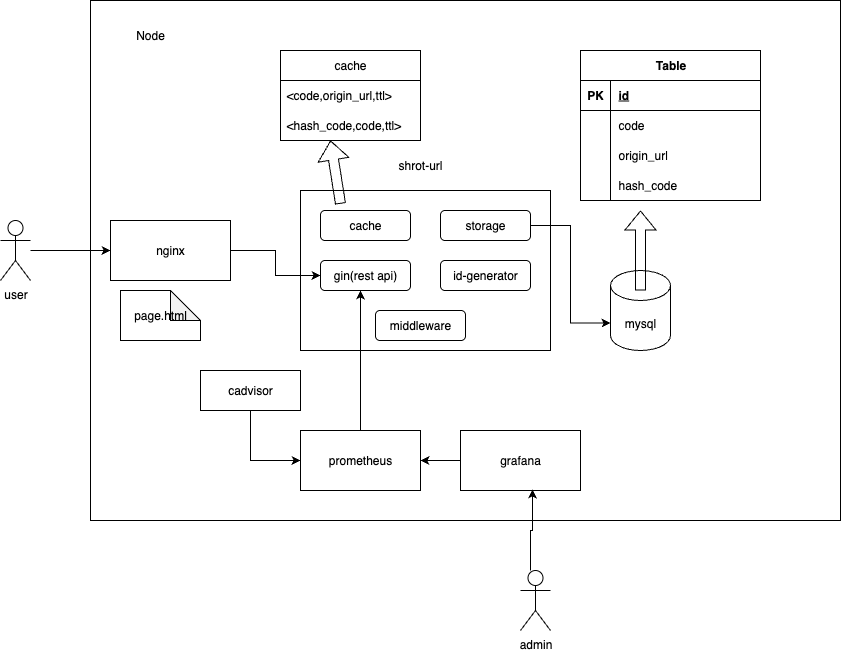 Node
cache
<code,origin_url,ttl>
<hash_code,code,ttl>
Table
PK id
code
origin_url
hash_code
shrot-url
cache
storage
nginx
gin(rest api)
id-generator
user
page.html
middleware
mysql
cadvisor
prometheus
grafana
admin